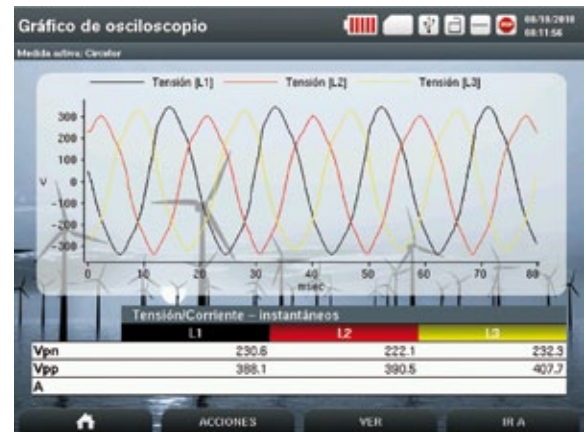 Gráfico de osciloscopio
08/10/2018
08:11:56
Medida activa: Circutor
Tensión [L1] Tensión [L2] Tensión [L3]
300
200
100
V 0
-100
-200
-300
0 10 20 30 40 50 60 70 80
msec
Tensión/Corriente – instantáneos
L1 L2 L3
Vpn 230.6 222.1 232.3
Vpp 388.1 390.5 407.7
A
ACCIONES VER IR A